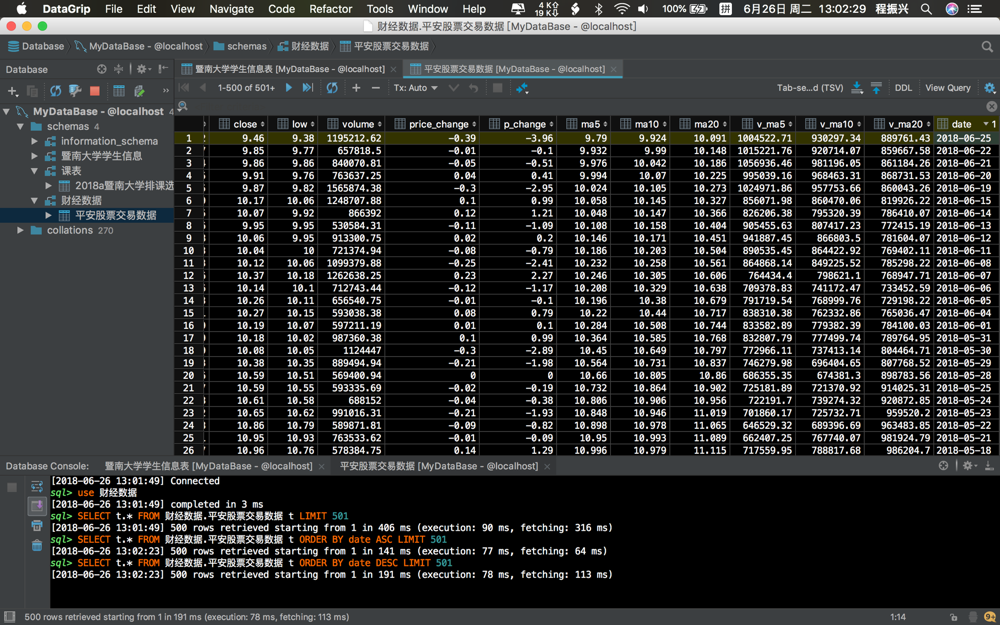 DataGrip File Edit View Navigate Code Refactor Tools Window Help 4 K/s 19 K/s 100% 拼 6月26日 周二 13:02:29 程振兴
财经数据.平安股票交易数据 [MyDataBase - @localhost]
Database MyDataBase - @localhost schemas 财经数据 平安股票交易数据
Database 暨南大学学生信息表 [MyDataBase - @localhost] 平安股票交易数据 [MyDataBase - @localhost]
1-500 of 501+ Tx: Auto Tab-se...d (TSV) DDL View Query
MyDataBase - @localhost 4
schemas 4
information_schema
暨南大学学生信息
课表
2018a暨南大学排课选
财经数据
平安股票交易数据
collations 270
close low volume price_change p_change ma5 ma10 ma20 v_ma5 v_ma10 v_ma20 date 1
1 9.46 9.38 1195212.62 -0.39 -3.96 9.79 9.924 10.091 1004522.71 930297.34 889761.43 2018-06-25
2 9.85 9.77 657818.5 -0.01 -0.1 9.932 9.99 10.148 1015221.76 920714.07 859667.58 2018-06-22
3 9.86 9.86 840070.81 -0.05 -0.51 9.976 10.042 10.186 1056936.46 981196.05 861184.26 2018-06-21
4 9.91 9.76 763637.25 0.04 0.41 9.994 10.07 10.225 995039.16 968463.31 868731.53 2018-06-20
5 9.87 9.82 1565874.38 -0.3 -2.95 10.024 10.105 10.273 1024971.86 957753.66 860043.26 2018-06-19
6 10.17 10.06 1248707.88 0.1 0.99 10.058 10.145 10.327 856071.98 860470.06 819926.22 2018-06-15
7 10.07 9.92 866392 0.12 1.21 10.048 10.147 10.366 826206.38 795320.39 786410.07 2018-06-14
8 9.95 9.95 530584.31 -0.11 -1.09 10.108 10.158 10.404 905455.63 807417.23 772415.19 2018-06-13
9 10.06 9.95 913300.75 0.02 0.2 10.146 10.171 10.451 941887.45 866803.5 781604.07 2018-06-12
10 10.04 10 721374.94 -0.08 -0.79 10.186 10.203 10.504 890535.45 864422.92 769402.11 2018-06-11
11 10.12 10.06 1099379.88 -0.25 -2.41 10.232 10.258 10.561 864868.14 849225.52 785298.22 2018-06-08
12 10.37 10.18 1262638.25 0.23 2.27 10.246 10.305 10.606 764434.4 798621.1 768947.71 2018-06-07
13 10.14 10.1 712743.44 -0.12 -1.17 10.208 10.329 10.638 709378.83 741172.47 733452.59 2018-06-06
14 10.26 10.11 656540.75 -0.01 -0.1 10.196 10.38 10.679 791719.54 768999.76 729198.22 2018-06-05
15 10.27 10.15 593038.38 0.08 0.79 10.22 10.44 10.717 838310.38 762332.86 765036.47 2018-06-04
16 10.19 10.07 597211.19 0.01 0.1 10.284 10.508 10.744 833582.89 779382.39 784100.03 2018-06-01
17 10.18 10.02 987360.38 0.1 0.99 10.364 10.585 10.768 832807.79 777499.74 789764.95 2018-05-31
18 10.08 10.05 1124447 -0.3 -2.89 10.45 10.649 10.797 772966.11 737413.14 804464.71 2018-05-30
19 10.38 10.35 889494.94 -0.21 -1.98 10.564 10.731 10.837 746279.98 696404.65 807768.52 2018-05-29
20 10.59 10.51 569400.94 0 0 10.66 10.805 10.86 686355.35 674381.3 898783.56 2018-05-28
21 10.59 10.55 593335.69 -0.02 -0.19 10.732 10.864 10.902 725181.89 721370.92 914025.31 2018-05-25
22 10.61 10.58 688152 -0.04 -0.38 10.806 10.906 10.956 722191.7 739274.32 920872.85 2018-05-24
23 10.65 10.62 991016.31 -0.21 -1.93 10.848 10.946 11.019 701860.17 725732.71 959520.2 2018-05-23
24 10.86 10.79 589871.81 -0.09 -0.82 10.898 10.978 11.065 646529.32 689396.69 963483.85 2018-05-22
25 10.95 10.93 763533.62 -0.01 -0.09 10.95 10.993 11.089 662407.25 767740.07 981924.79 2018-05-21
26 10.96 10.76 578384.75 0.14 1.29 10.996 10.979 11.115 717559.95 788817.68 986204.7 2018-05-18
Database Console: 暨南大学学生信息表 [MyDataBase - @localhost] 平安股票交易数据 [MyDataBase - @localhost]
[2018-06-26 13:01:49] Connected
sql> use 财经数据
[2018-06-26 13:01:49] completed in 3 ms
sql> SELECT t.* FROM 财经数据.平安股票交易数据 t LIMIT 501
[2018-06-26 13:01:49] 500 rows retrieved starting from 1 in 406 ms (execution: 90 ms, fetching: 316 ms)
sql> SELECT t.* FROM 财经数据.平安股票交易数据 t ORDER BY date ASC LIMIT 501
[2018-06-26 13:02:23] 500 rows retrieved starting from 1 in 141 ms (execution: 77 ms, fetching: 64 ms)
sql> SELECT t.* FROM 财经数据.平安股票交易数据 t ORDER BY date DESC LIMIT 501
[2018-06-26 13:02:23] 500 rows retrieved starting from 1 in 191 ms (execution: 78 ms, fetching: 113 ms)
500 rows retrieved starting from 1 in 191 ms (execution: 78 ms, fetching: 113 ms) 1:14 9+